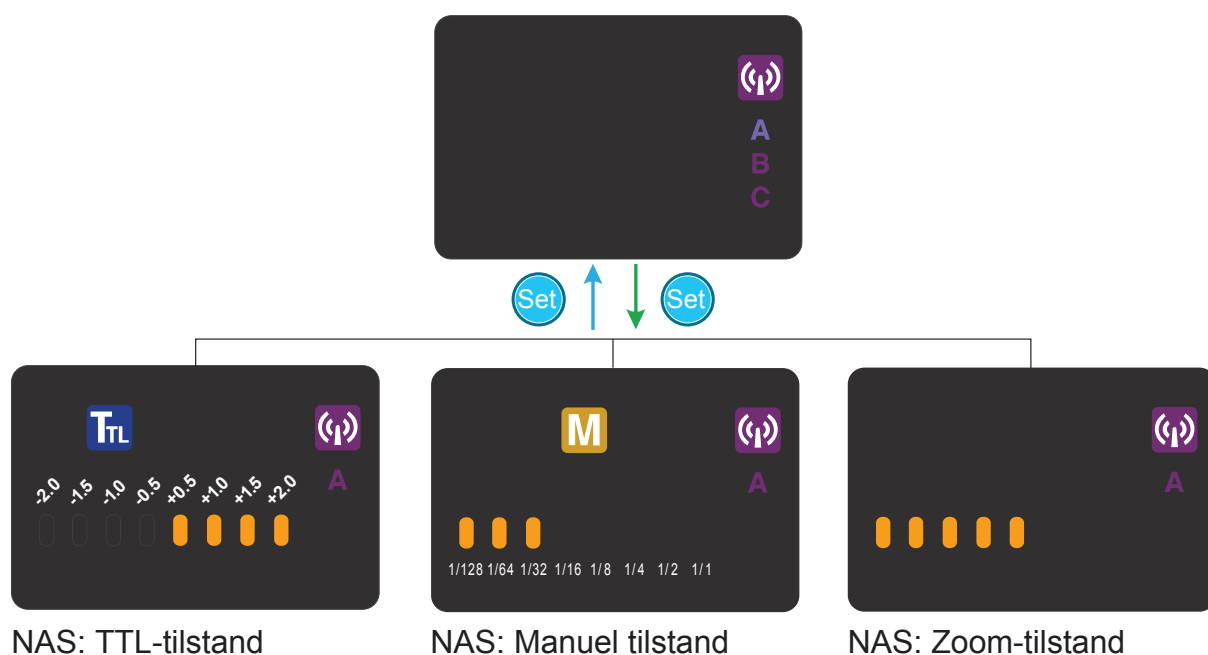 A
B
C
Set Set
TTL
-2.0 -1.5 -1.0 -0.5 +0.5 +1.0 +1.5 +2.0
A
M
A
1/128 1/64 1/32 1/16 1/8 1/4 1/2 1/1
A
NAS: TTL-tilstand
NAS: Manuel tilstand
NAS: Zoom-tilstand